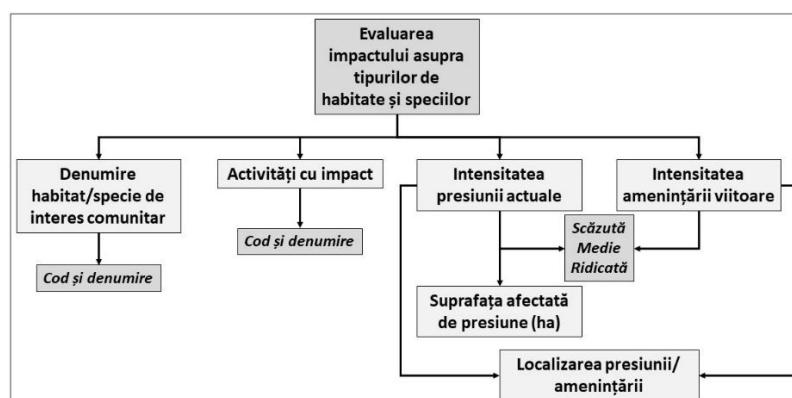 Evaluarea
impactului asupra
tipurilor de
habitate și speciilor
Denumire
habitat/specie de
interes comunitar
Activități cu impact
Intensitatea
presiunii actuale
Intensitatea
amenințării viitoare
Cod și denumire
Cod și denumire
Scăzută
Medie
Ridicată
Suprafața afectată
de presiune (ha)
Localizarea presiunii/
amenințării